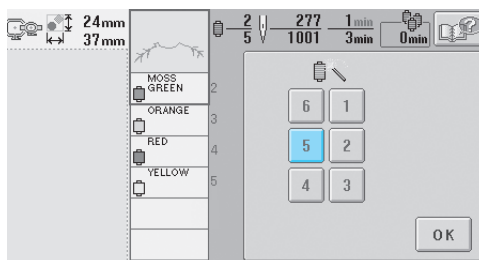 24mm
37mm
2
5
277
1001
1min
3min
0min
MOSS
GREEN
2
ORANGE
3
RED
4
YELLOW
5
6
1
5
2
4
3
OK